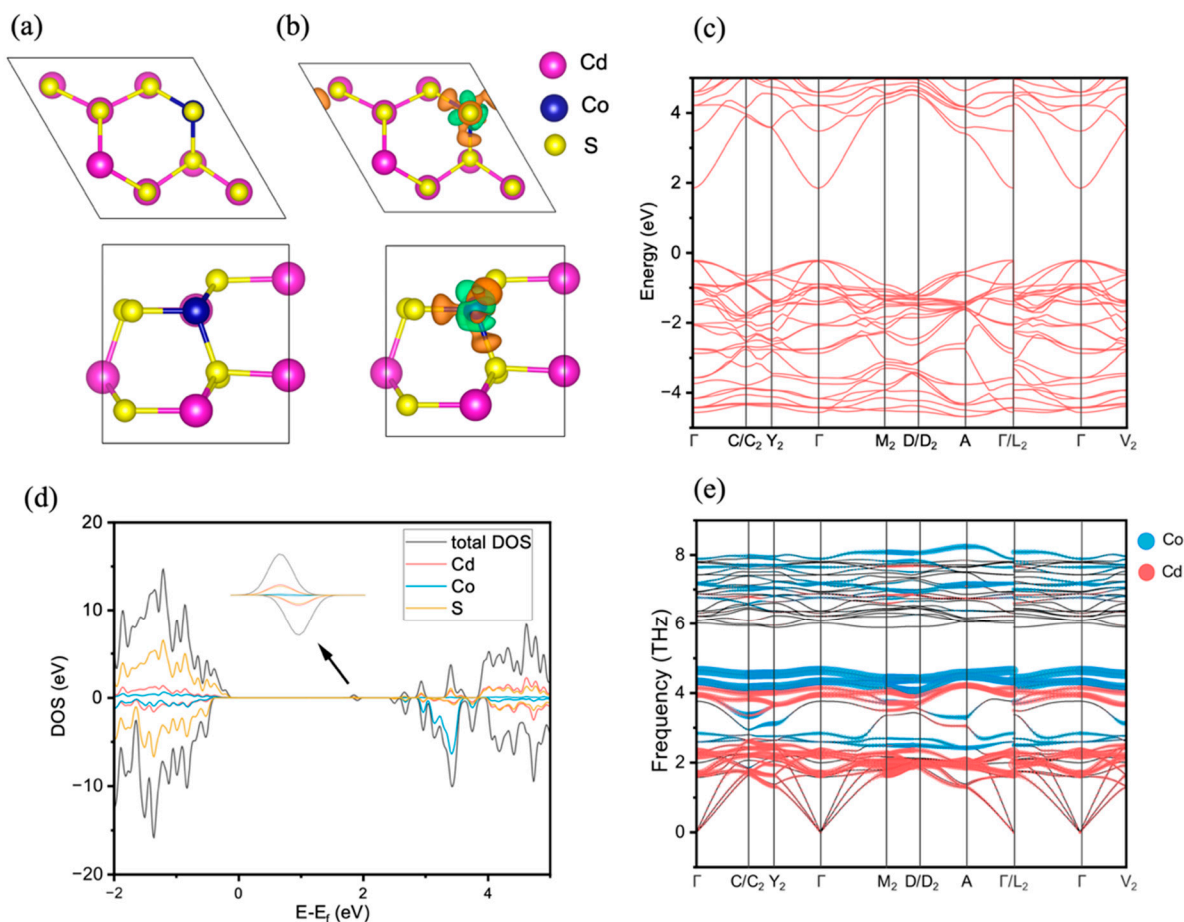 (a)
(b)
Cd
Co
S
(c)
4
2
0
−2
−4
Energy (eV)
Γ C/C₂ Y₂ Γ M₂ D/D₂ A Γ/L₂ Γ V₂
(d)
20
10
0
−10
−20
DOS (eV)
total DOS
Cd
Co
S
−2 0 2 4
E-E_f (eV)
(e)
8
6
4
2
0
Frequency (THz)
Co
Cd
Γ C/C₂ Y₂ Γ M₂ D/D₂ A Γ/L₂ Γ V₂